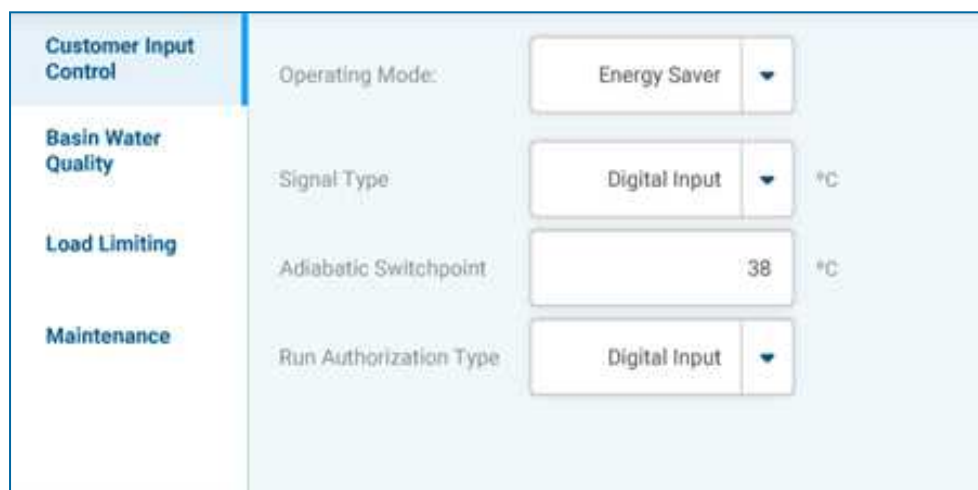 Customer Input
Control
Basin Water
Quality
Load Limiting
Maintenance
Operating Mode: Energy Saver
Signal Type Digital Input °C
Adiabatic Switchpoint 38 °C
Run Authorization Type Digital Input